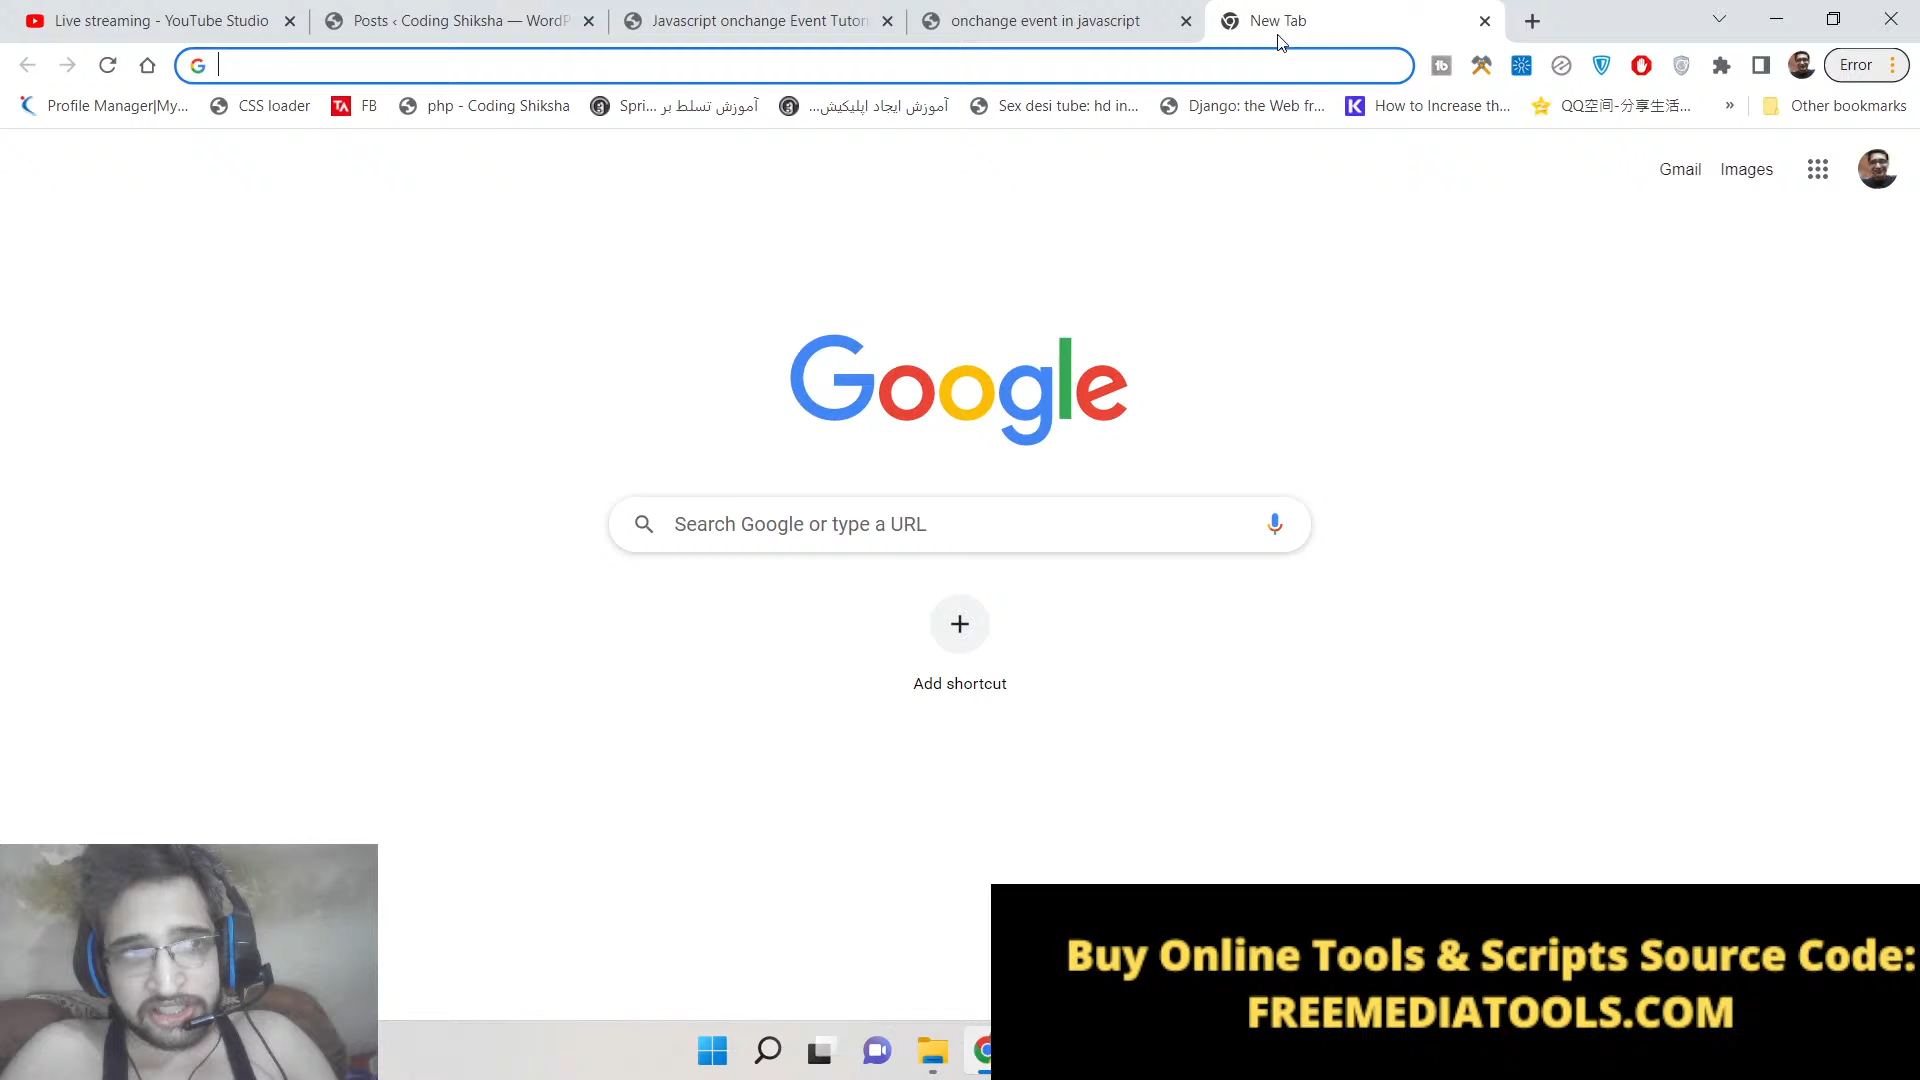 Live streaming - YouTube Studio
Posts ‹ Coding Shiksha — WordP
Javascript onchange Event Tutori
onchange event in javascript
New Tab
Error
Profile Manager|My...
CSS loader
TA FB
php - Coding Shiksha
آموزش تسلط بر Spri...
آموزش ایجاد اپلیکیش...
Sex desi tube: hd in...
Django: the Web fr...
K How to Increase th...
QQ空间-分享生活...
»
Other bookmarks
Gmail
Images
Google
Search Google or type a URL
Add shortcut
Buy Online Tools & Scripts Source Code:
FREEMEDIATOOLS.COM